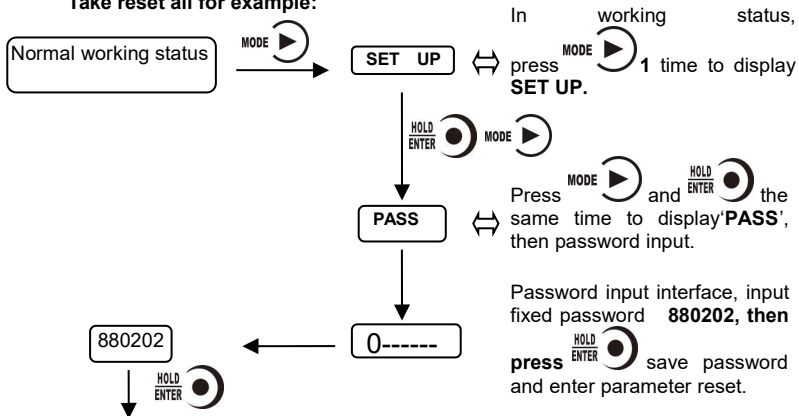 Take reset all for example:
Normal working status
MODE
SET UP
In working status,
press MODE 1 time to display
SET UP.
HOLD
ENTER
MODE
PASS
Press MODE and HOLD ENTER the
same time to display‘PASS’,
then password input.
880202
0------
Password input interface, input
fixed password 880202, then
press HOLD ENTER save password
and enter parameter reset.
HOLD
ENTER